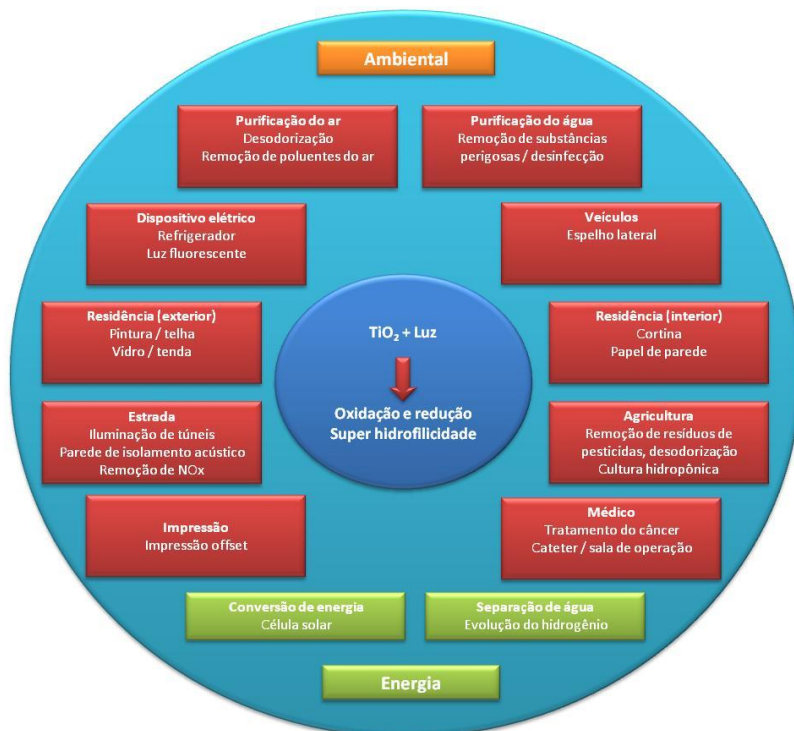 Ambiental
Purificação do ar
Desodorização
Remoção de poluentes do ar
Purificação do água
Remoção de substâncias
perigosas / desinfecção
Dispositivo elétrico
Refrigerador
Luz fluorescente
Veículos
Espelho lateral
Residência (exterior)
Pintura / telha
Vidro / tenda
TiO₂ + Luz
Oxidação e redução
Super hidrofilicidade
Residência (interior)
Cortina
Papel de parede
Estrada
Iluminação de túneis
Parede de isolamento acústico
Remoção de NOx
Agricultura
Remoção de resíduos de
pesticidas, desodorização
Cultura hidropônica
Impressão
Impressão offset
Médico
Tratamento do câncer
Cateter / sala de operação
Conversão de energia
Célula solar
Separação de água
Evolução do hidrogênio
Energia